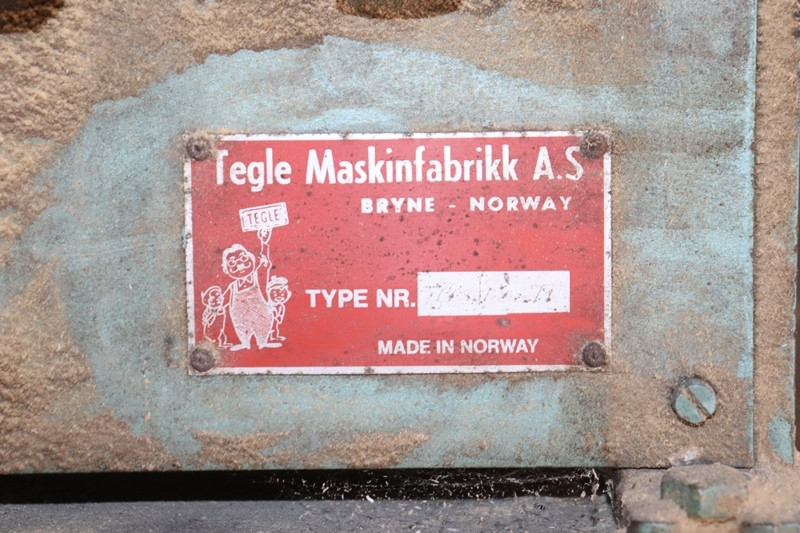 Tegle Maskinfabrikk A.S
BRYNE - NORWAY
TEGLE
TYPE NR.
MADE IN NORWAY